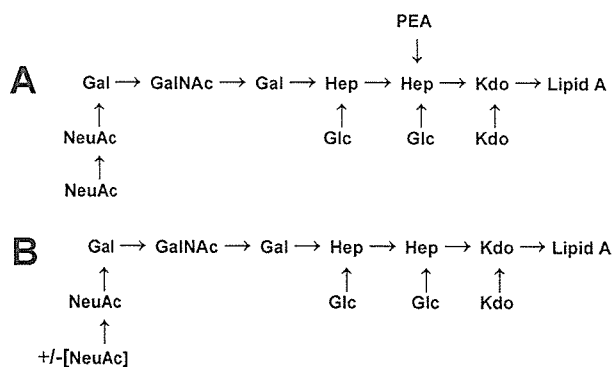 PEA
A Gal → GalNAc → Gal → Hep → Hep → Kdo → Lipid A
NeuAc Glc Glc Kdo
NeuAc
B Gal → GalNAc → Gal → Hep → Hep → Kdo → Lipid A
NeuAc Glc Glc Kdo
+/-[NeuAc]